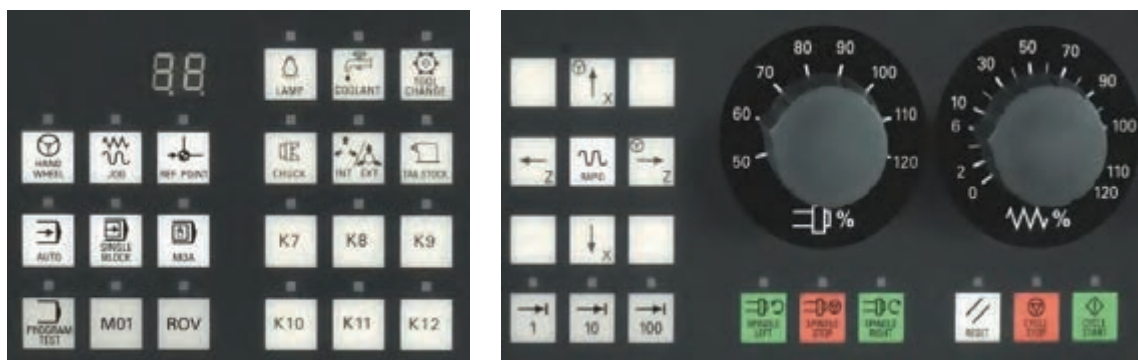 88
LAMP
COOLANT
TOOL
CHANGE
HAND
WHEEL
JOG
REF. POINT
CHUCK
INT. EXT.
TAILSTOCK
AUTO
SINGLE
BLOCK
MDA
K7
K8
K9
PROGRAM
TEST
M01
ROV
K10
K11
K12
X
Z
RAPID
Z
X
1
10
100
50
60
70
80
90
100
110
120
%
0
2
6
10
30
50
70
90
100
110
120
%
SPINDLE
LEFT
SPINDLE
STOP
SPINDLE
RIGHT
RESET
CYCLE
STOP
CYCLE
START